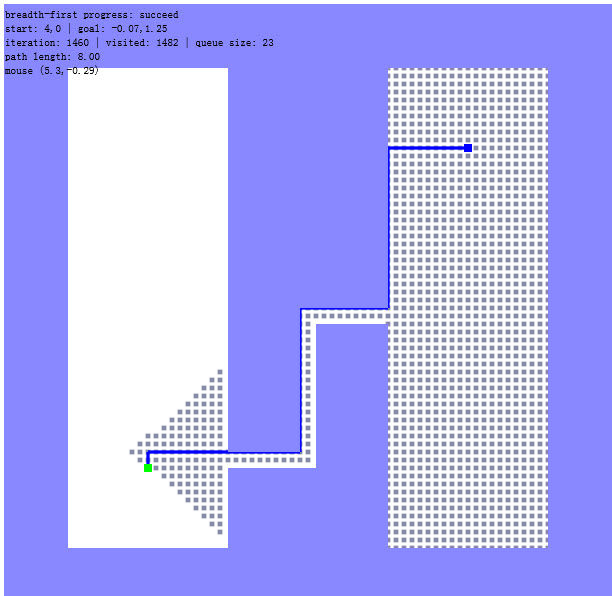 breadth-first progress: succeed
start: 4,0 | goal: -0.07,1.25
iteration: 1460 | visited: 1482 | queue size: 23
path length: 8.00
mouse (5.3,-0.29)